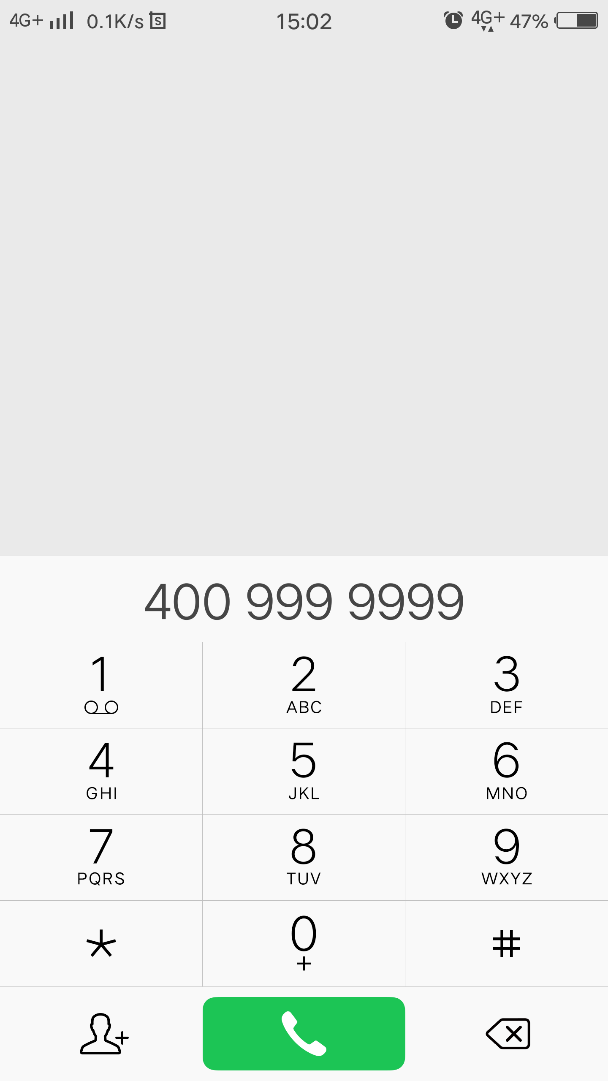 4G+ 0.1K/s 15:02 4G+ 47%
400 999 9999
1 2 3
ABC DEF
4 5 6
GHI JKL MNO
7 8 9
PQRS TUV WXYZ
* 0 #
+